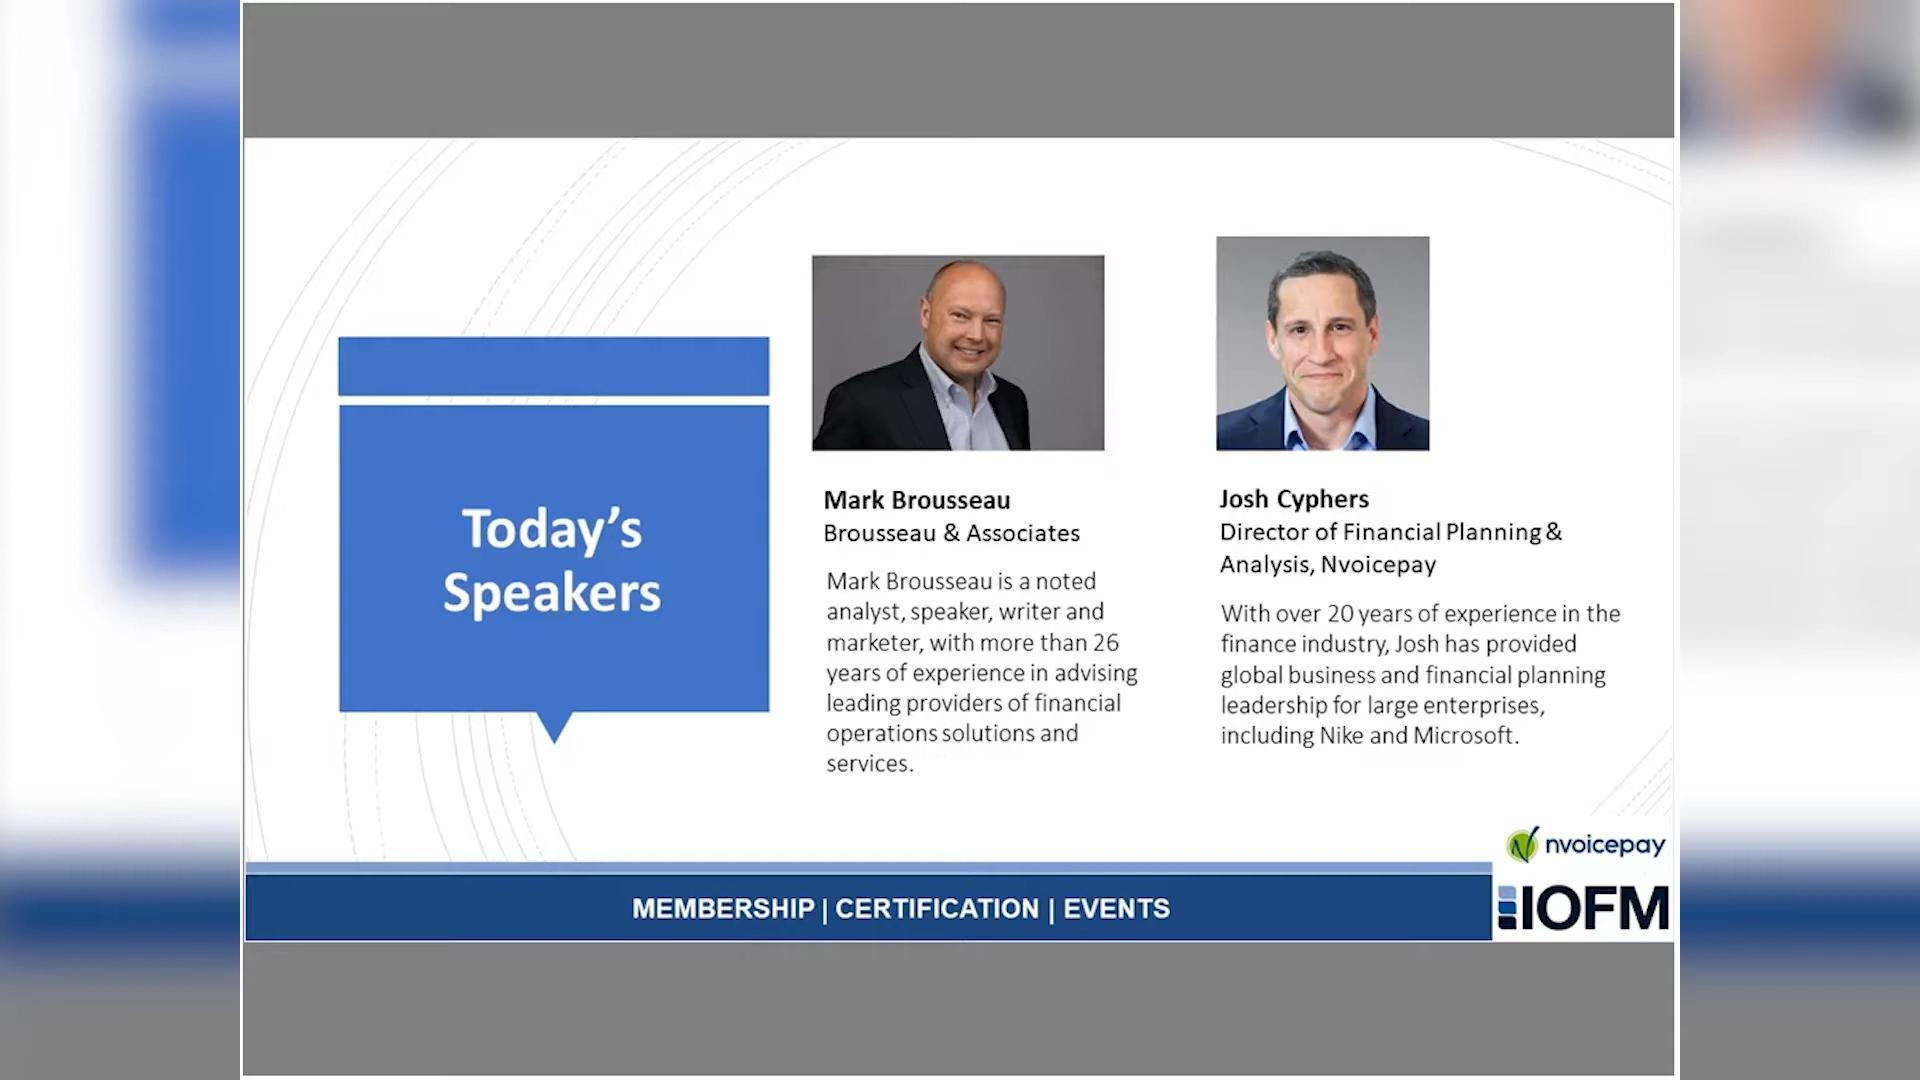 Today's
Speakers
Mark Brousseau
Brousseau & Associates
Mark Brousseau is a noted
analyst, speaker, writer and
marketer, with more than 26
years of experience in advising
leading providers of financial
operations solutions and
services.
Josh Cyphers
Director of Financial Planning &
Analysis, Nvoicepay
With over 20 years of experience in the
finance industry, Josh has provided
global business and financial planning
leadership for large enterprises,
including Nike and Microsoft.
nvoicepay
MEMBERSHIP | CERTIFICATION | EVENTS
IOFM